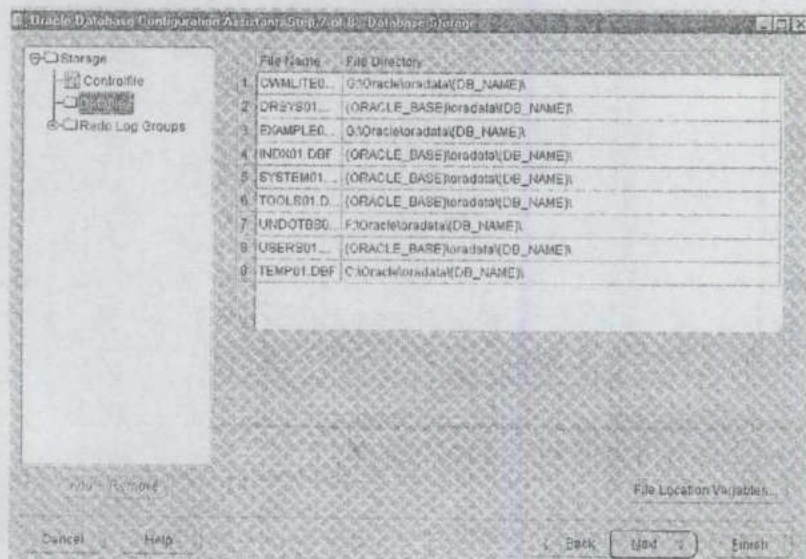 Oracle Database Configuration Assistant, Step 7 of 8: Database Storage
Storage
Controlfile
Datafiles
Redo Log Groups
File Name File Directory
1 CWMLITE0... G:\Oracle\oradata\{DB_NAME}\
2 DRSYS01.... {ORACLE_BASE}\oradata\{DB_NAME}\
3 EXAMPLE0... G:\Oracle\oradata\{DB_NAME}\
4 INDX01.DBF {ORACLE_BASE}\oradata\{DB_NAME}\
5 SYSTEM01.... {ORACLE_BASE}\oradata\{DB_NAME}\
6 TOOLS01.D... {ORACLE_BASE}\oradata\{DB_NAME}\
7 UNDOTBS0... F:\Oracle\oradata\{DB_NAME}\
8 USERS01.... {ORACLE_BASE}\oradata\{DB_NAME}\
9 TEMP01.DBF C:\Oracle\oradata\{DB_NAME}\
Remove
File Location Variables...
Cancel Help Back Next Finish